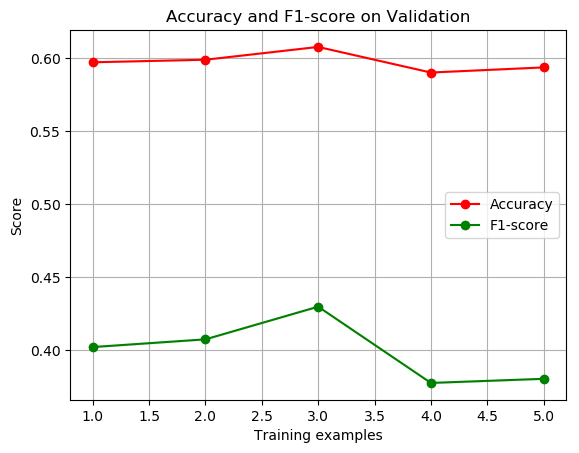 Accuracy and F1-score on Validation
Score
0.60
0.55
0.50
0.45
0.40
Accuracy
F1-score
1.0 1.5 2.0 2.5 3.0 3.5 4.0 4.5 5.0
Training examples